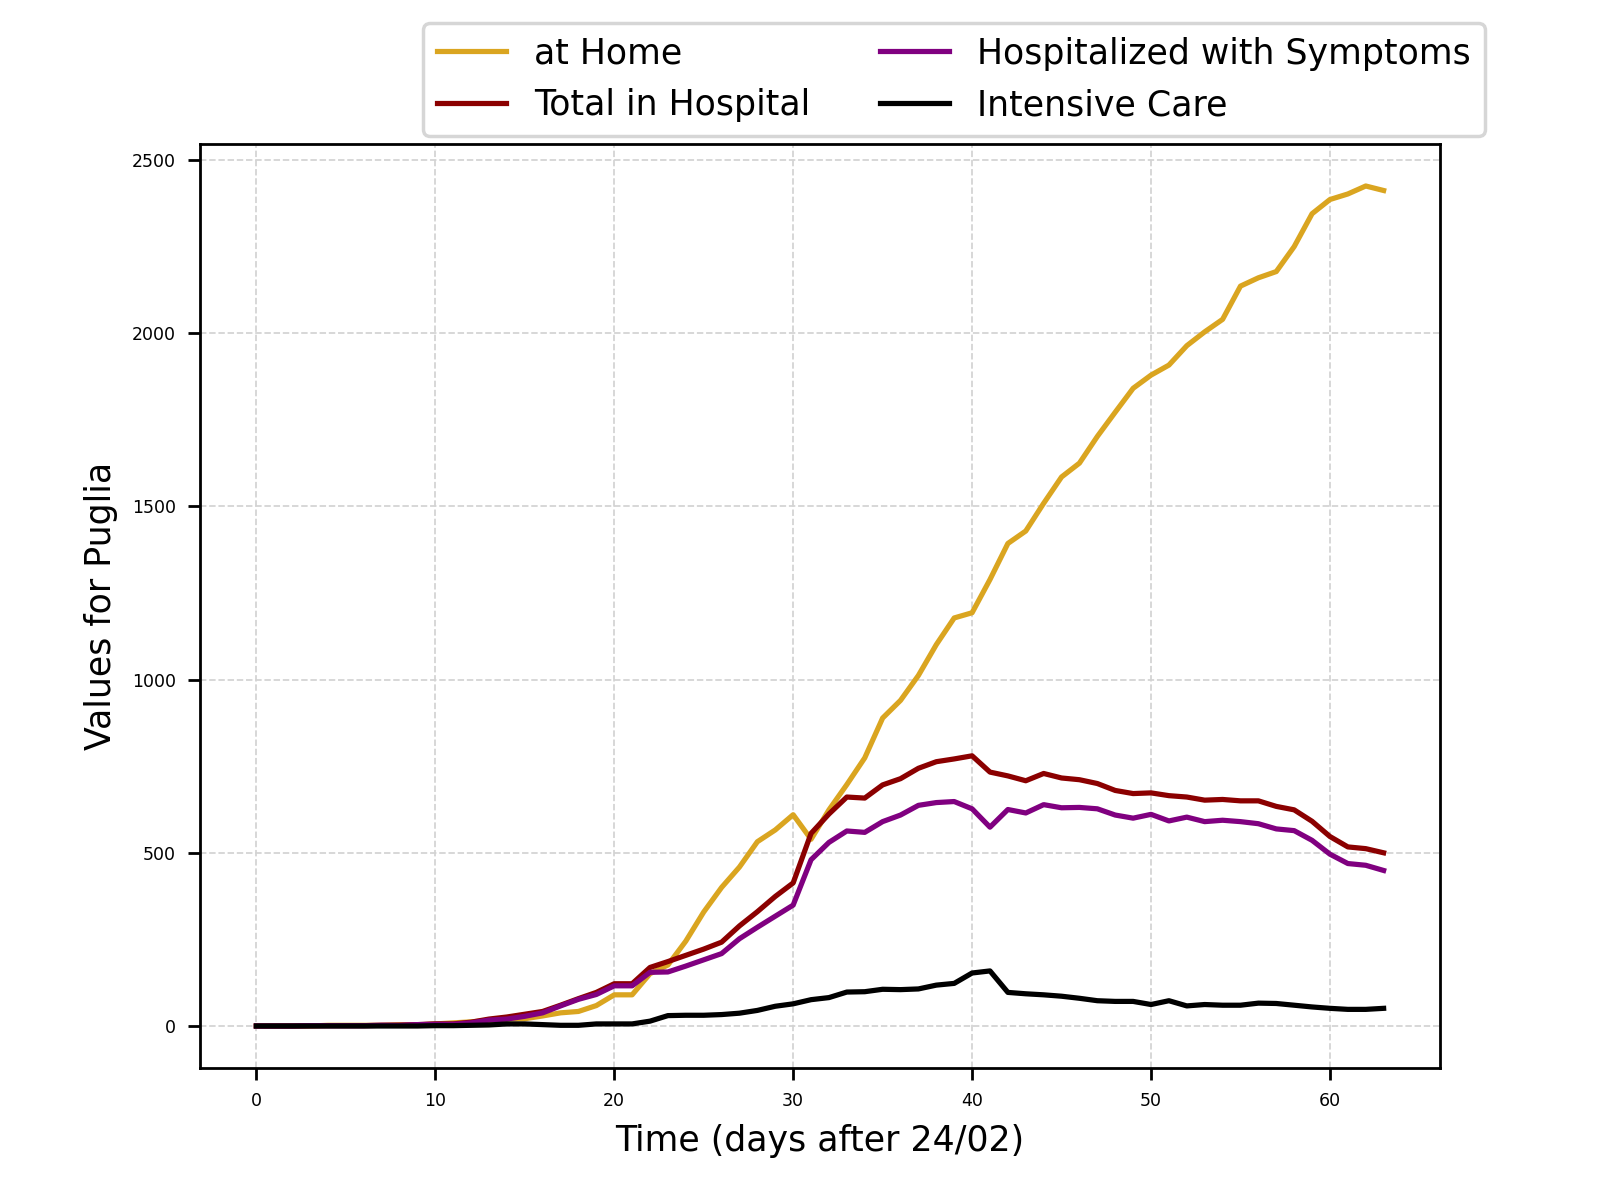 at Home
Total in Hospital
Hospitalized with Symptoms
Intensive Care
2500
2000
1500
1000
500
0
Values for Puglia
0 10 20 30 40 50 60
Time (days after 24/02)